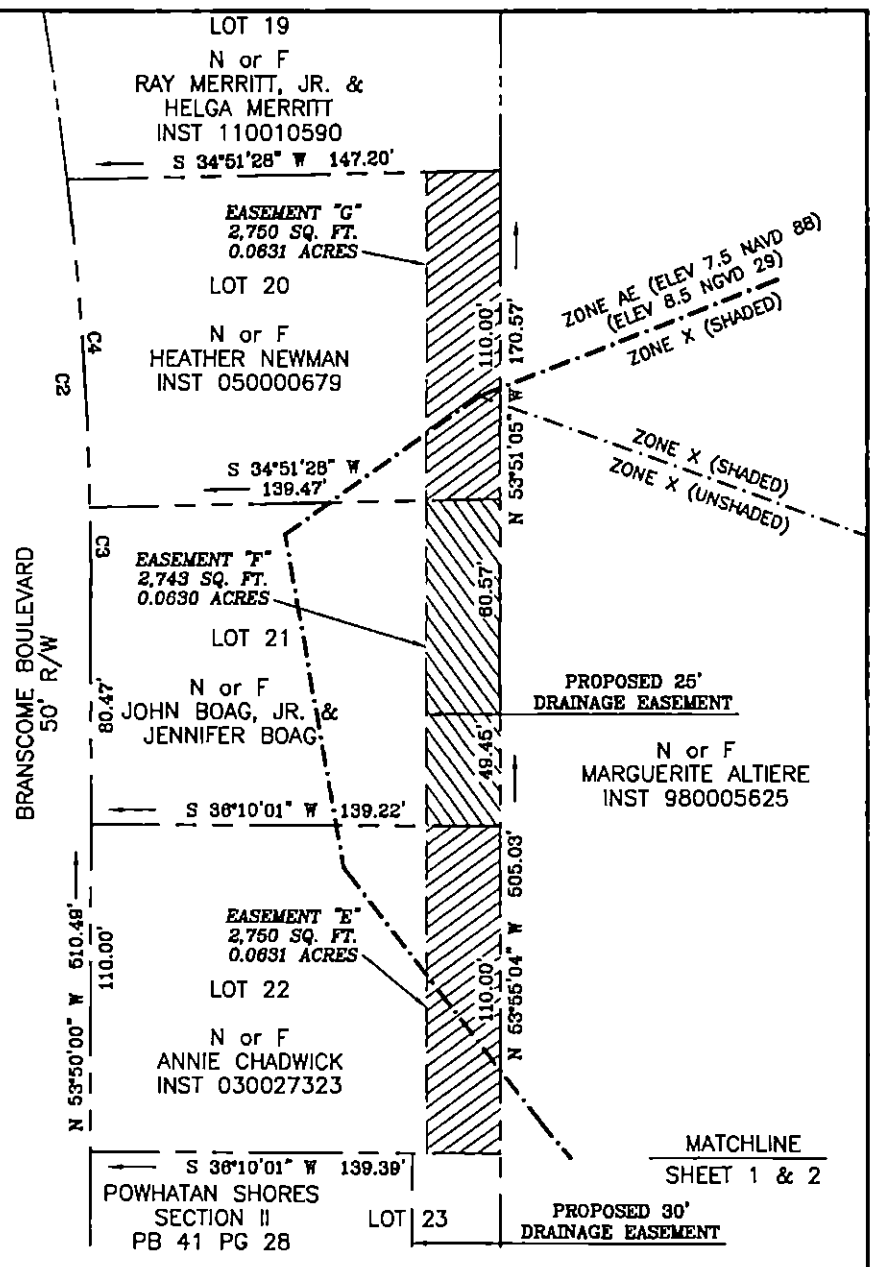 LOT 19
N or F
RAY MERRITT, JR. &
HELGA MERRITT
INST 110010590
S 34°51'28" W 147.20'
EASEMENT "G"
2,750 SQ. FT.
0.0631 ACRES
LOT 20
N or F
HEATHER NEWMAN
INST 050000679
C4
C2
110.00'
170.57'
N 53°51'05" W
ZONE AE (ELEV 7.5 NAVD 88)
(ELEV 8.5 NGVD 29)
ZONE X (SHADED)
ZONE X (SHADED)
ZONE X (UNSHADED)
S 34°51'28" W
139.47'
C3
EASEMENT "F"
2,743 SQ. FT.
0.0630 ACRES
LOT 21
N or F
JOHN BOAG, JR. &
JENNIFER BOAG
BRANSCOME BOULEVARD
50' R/W
80.47'
60.57'
49.45'
PROPOSED 25'
DRAINAGE EASEMENT
N or F
MARGUERITE ALTIERE
INST 980005625
S 36°10'01" W 139.22'
EASEMENT "E"
2,750 SQ. FT.
0.0631 ACRES
LOT 22
N or F
ANNIE CHADWICK
INST 030027323
N 53°50'00" W 510.49'
110.00'
110.00'
N 53°55'04" W 505.03'
MATCHLINE
SHEET 1 & 2
S 36°10'01" W 139.39'
POWHATAN SHORES
SECTION II
PB 41 PG 28
LOT 23
PROPOSED 30'
DRAINAGE EASEMENT